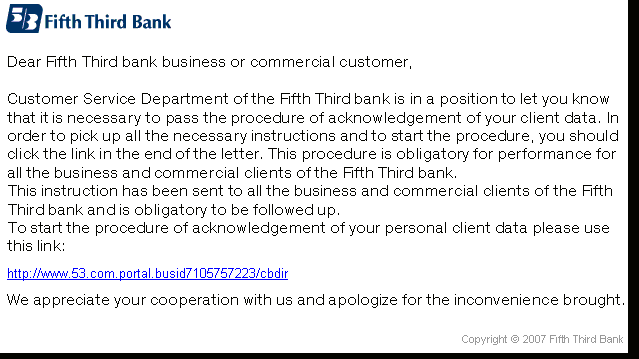 Fifth Third Bank
Dear Fifth Third bank business or commercial customer,
Customer Service Department of the Fifth Third bank is in a position to let you know
that it is necessary to pass the procedure of acknowledgement of your client data. In
order to pick up all the necessary instructions and to start the procedure, you should
click the link in the end of the letter. This procedure is obligatory for performance for
all the business and commercial clients of the Fifth Third bank.
This instruction has been sent to all the business and commercial clients of the Fifth
Third bank and is obligatory to be followed up.
To start the procedure of acknowledgement of your personal client data please use
this link:
http://www.53.com.portal.busid7105757223/cbdir
We appreciate your cooperation with us and apologize for the inconvenience brought.
Copyright © 2007 Fifth Third Bank